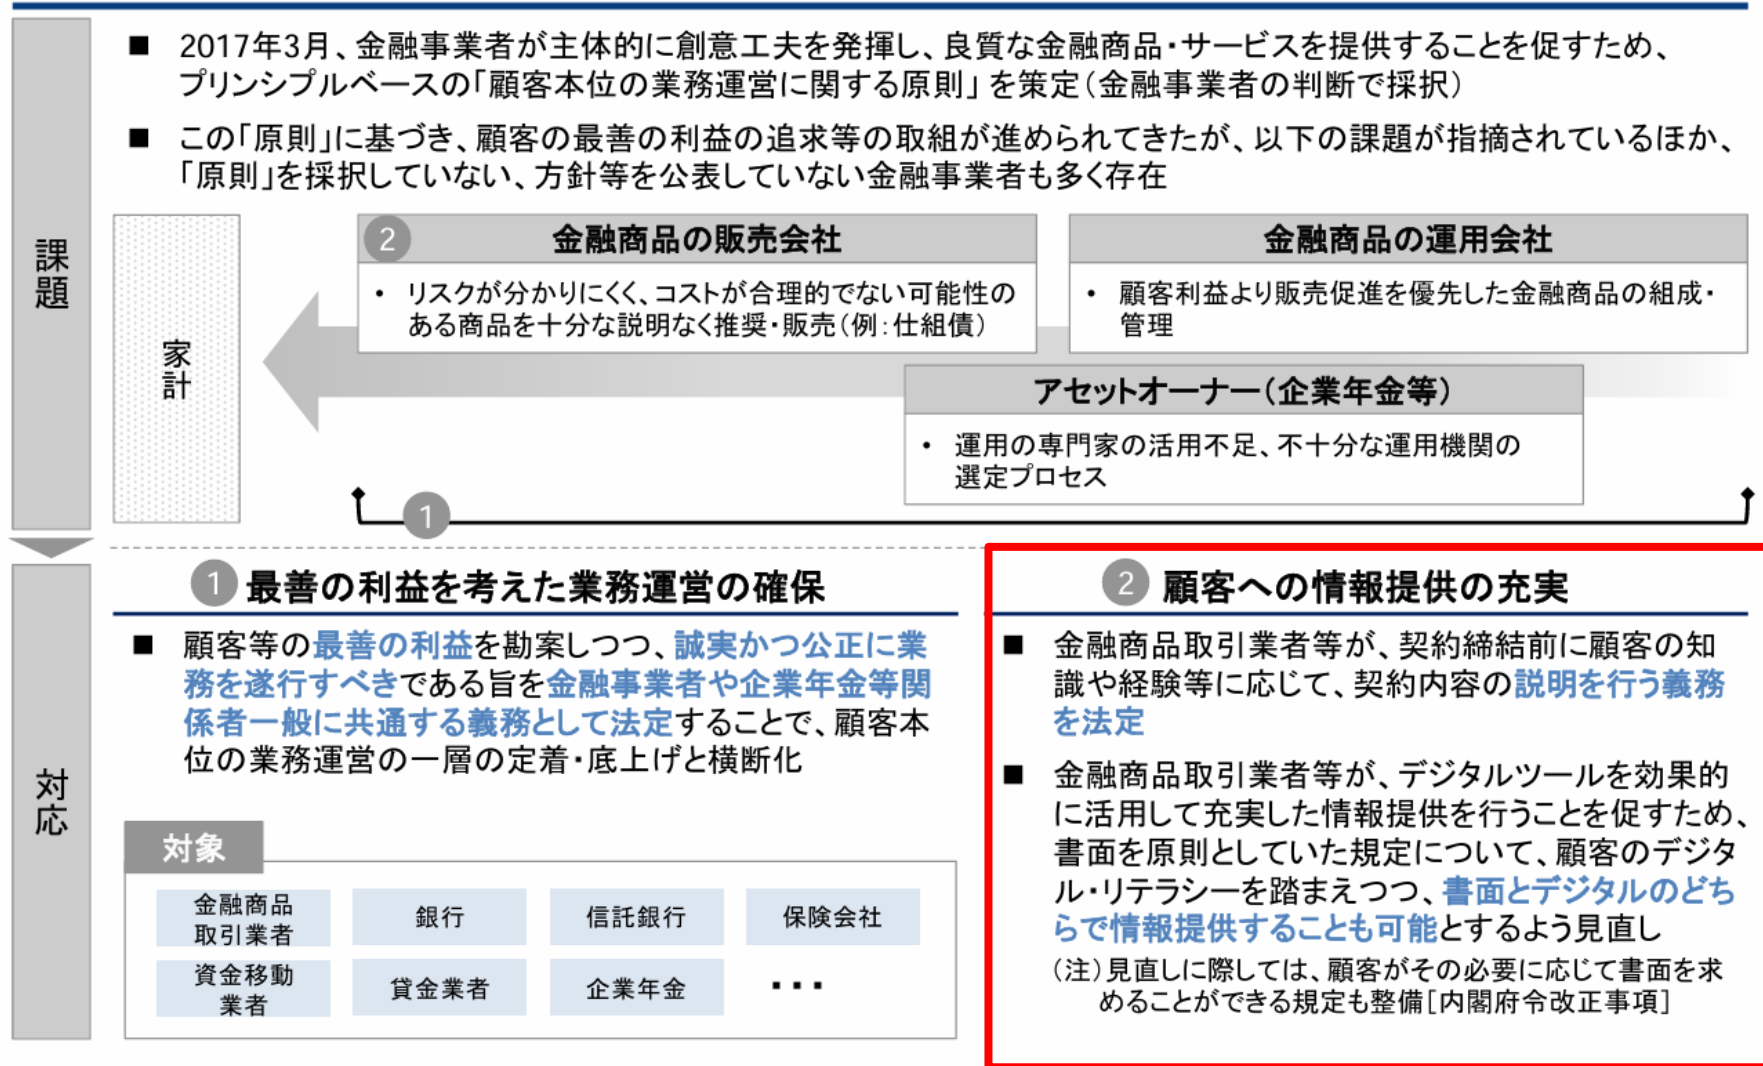 ■ 2017年3月、金融事業者が主体的に創意工夫を発揮し、良質な金融商品・サービスを提供することを促すため、
プリンシプルベースの「顧客本位の業務運営に関する原則」を策定（金融事業者の判断で採択）
■ この「原則」に基づき、顧客の最善の利益の追求等の取組が進められてきたが、以下の課題が指摘されているほか、
「原則」を採択していない、方針等を公表していない金融事業者も多く存在
課題
家計
2 金融商品の販売会社
・ リスクが分かりにくく、コストが合理的でない可能性の
ある商品を十分な説明なく推奨・販売（例：仕組債）
金融商品の運用会社
・ 顧客利益より販売促進を優先した金融商品の組成・
管理
アセットオーナー（企業年金等）
・ 運用の専門家の活用不足、不十分な運用機関の
選定プロセス
1
対応
1 最善の利益を考えた業務運営の確保
■ 顧客等の最善の利益を勘案しつつ、誠実かつ公正に業
務を遂行すべきである旨を金融事業者や企業年金等関
係者一般に共通する義務として法定することで、顧客本
位の業務運営の一層の定着・底上げと横断化
対象
金融商品
取引業者
銀行
信託銀行
保険会社
資金移動
業者
貸金業者
企業年金
・・・
2 顧客への情報提供の充実
■ 金融商品取引業者等が、契約締結前に顧客の知
識や経験等に応じて、契約内容の説明を行う義務
を法定
■ 金融商品取引業者等が、デジタルツールを効果的
に活用して充実した情報提供を行うことを促すため、
書面を原則としていた規定について、顧客のデジタ
ル・リテラシーを踏まえつつ、書面とデジタルのどち
らで情報提供することも可能とするよう見直し
（注）見直しに際しては、顧客がその必要に応じて書面を求
めることができる規定も整備［内閣府令改正事項］